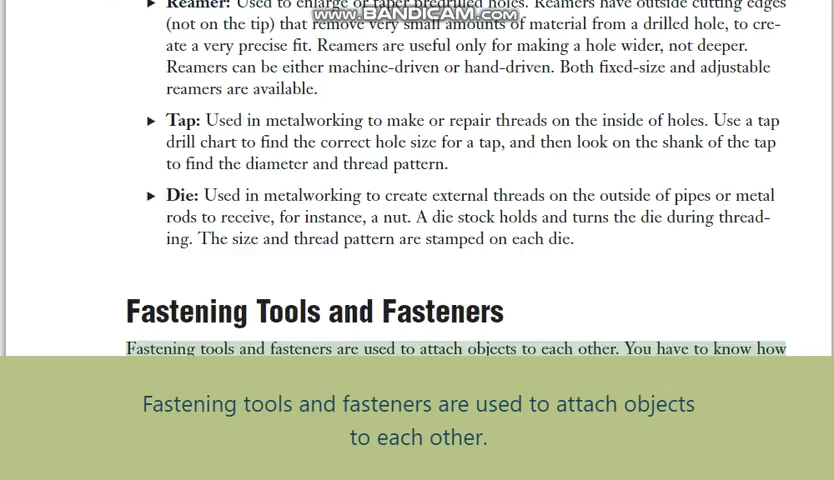 Reamer: Used to enlarge or taper predrilled holes. Reamers have outside cutting edges
www.BANDICAM.com
(not on the tip) that remove very small amounts of material from a drilled hole, to cre-
ate a very precise fit. Reamers are useful only for making a hole wider, not deeper.
Reamers can be either machine-driven or hand-driven. Both fixed-size and adjustable
reamers are available.
Tap: Used in metalworking to make or repair threads on the inside of holes. Use a tap
drill chart to find the correct hole size for a tap, and then look on the shank of the tap
to find the diameter and thread pattern.
Die: Used in metalworking to create external threads on the outside of pipes or metal
rods to receive, for instance, a nut. A die stock holds and turns the die during thread-
ing. The size and thread pattern are stamped on each die.
Fastening Tools and Fasteners
Fastening tools and fasteners are used to attach objects to each other. You have to know how
Fastening tools and fasteners are used to attach objects
to each other.